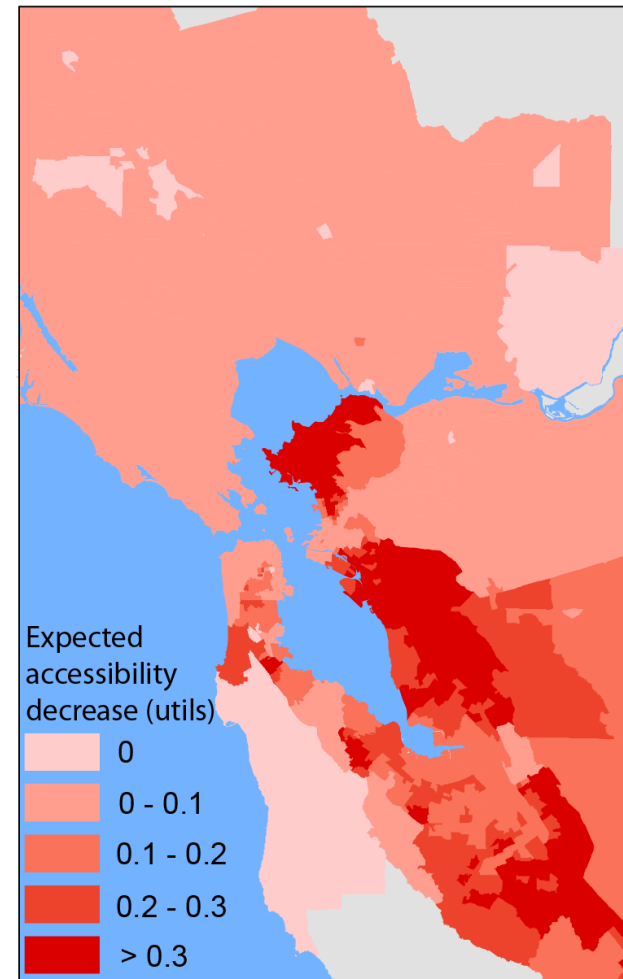 Expected
accessibility
decrease (utils)
0
0 - 0.1
0.1 - 0.2
0.2 - 0.3
> 0.3